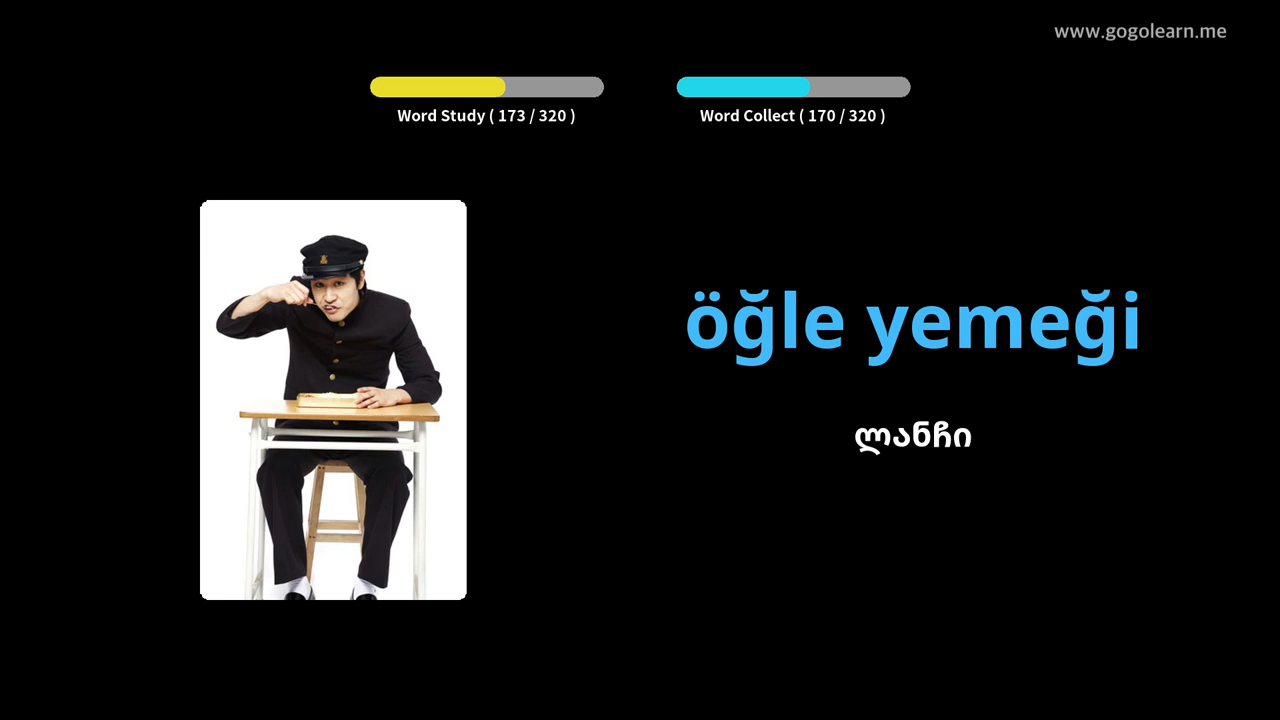 www.gogolearn.me
Word Study ( 173 / 320 )
Word Collect ( 170 / 320 )
öğle yemeği
ლანჩი